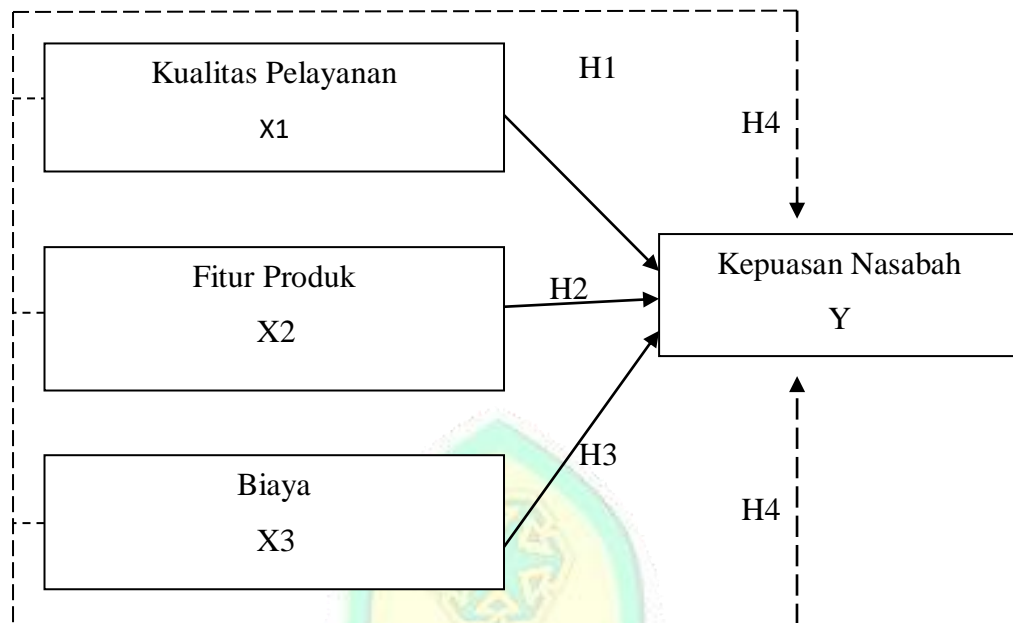 Kualitas Pelayanan
X1
H1
H4
Fitur Produk
X2
H2
Kepuasan Nasabah
Y
Biaya
X3
H3
H4